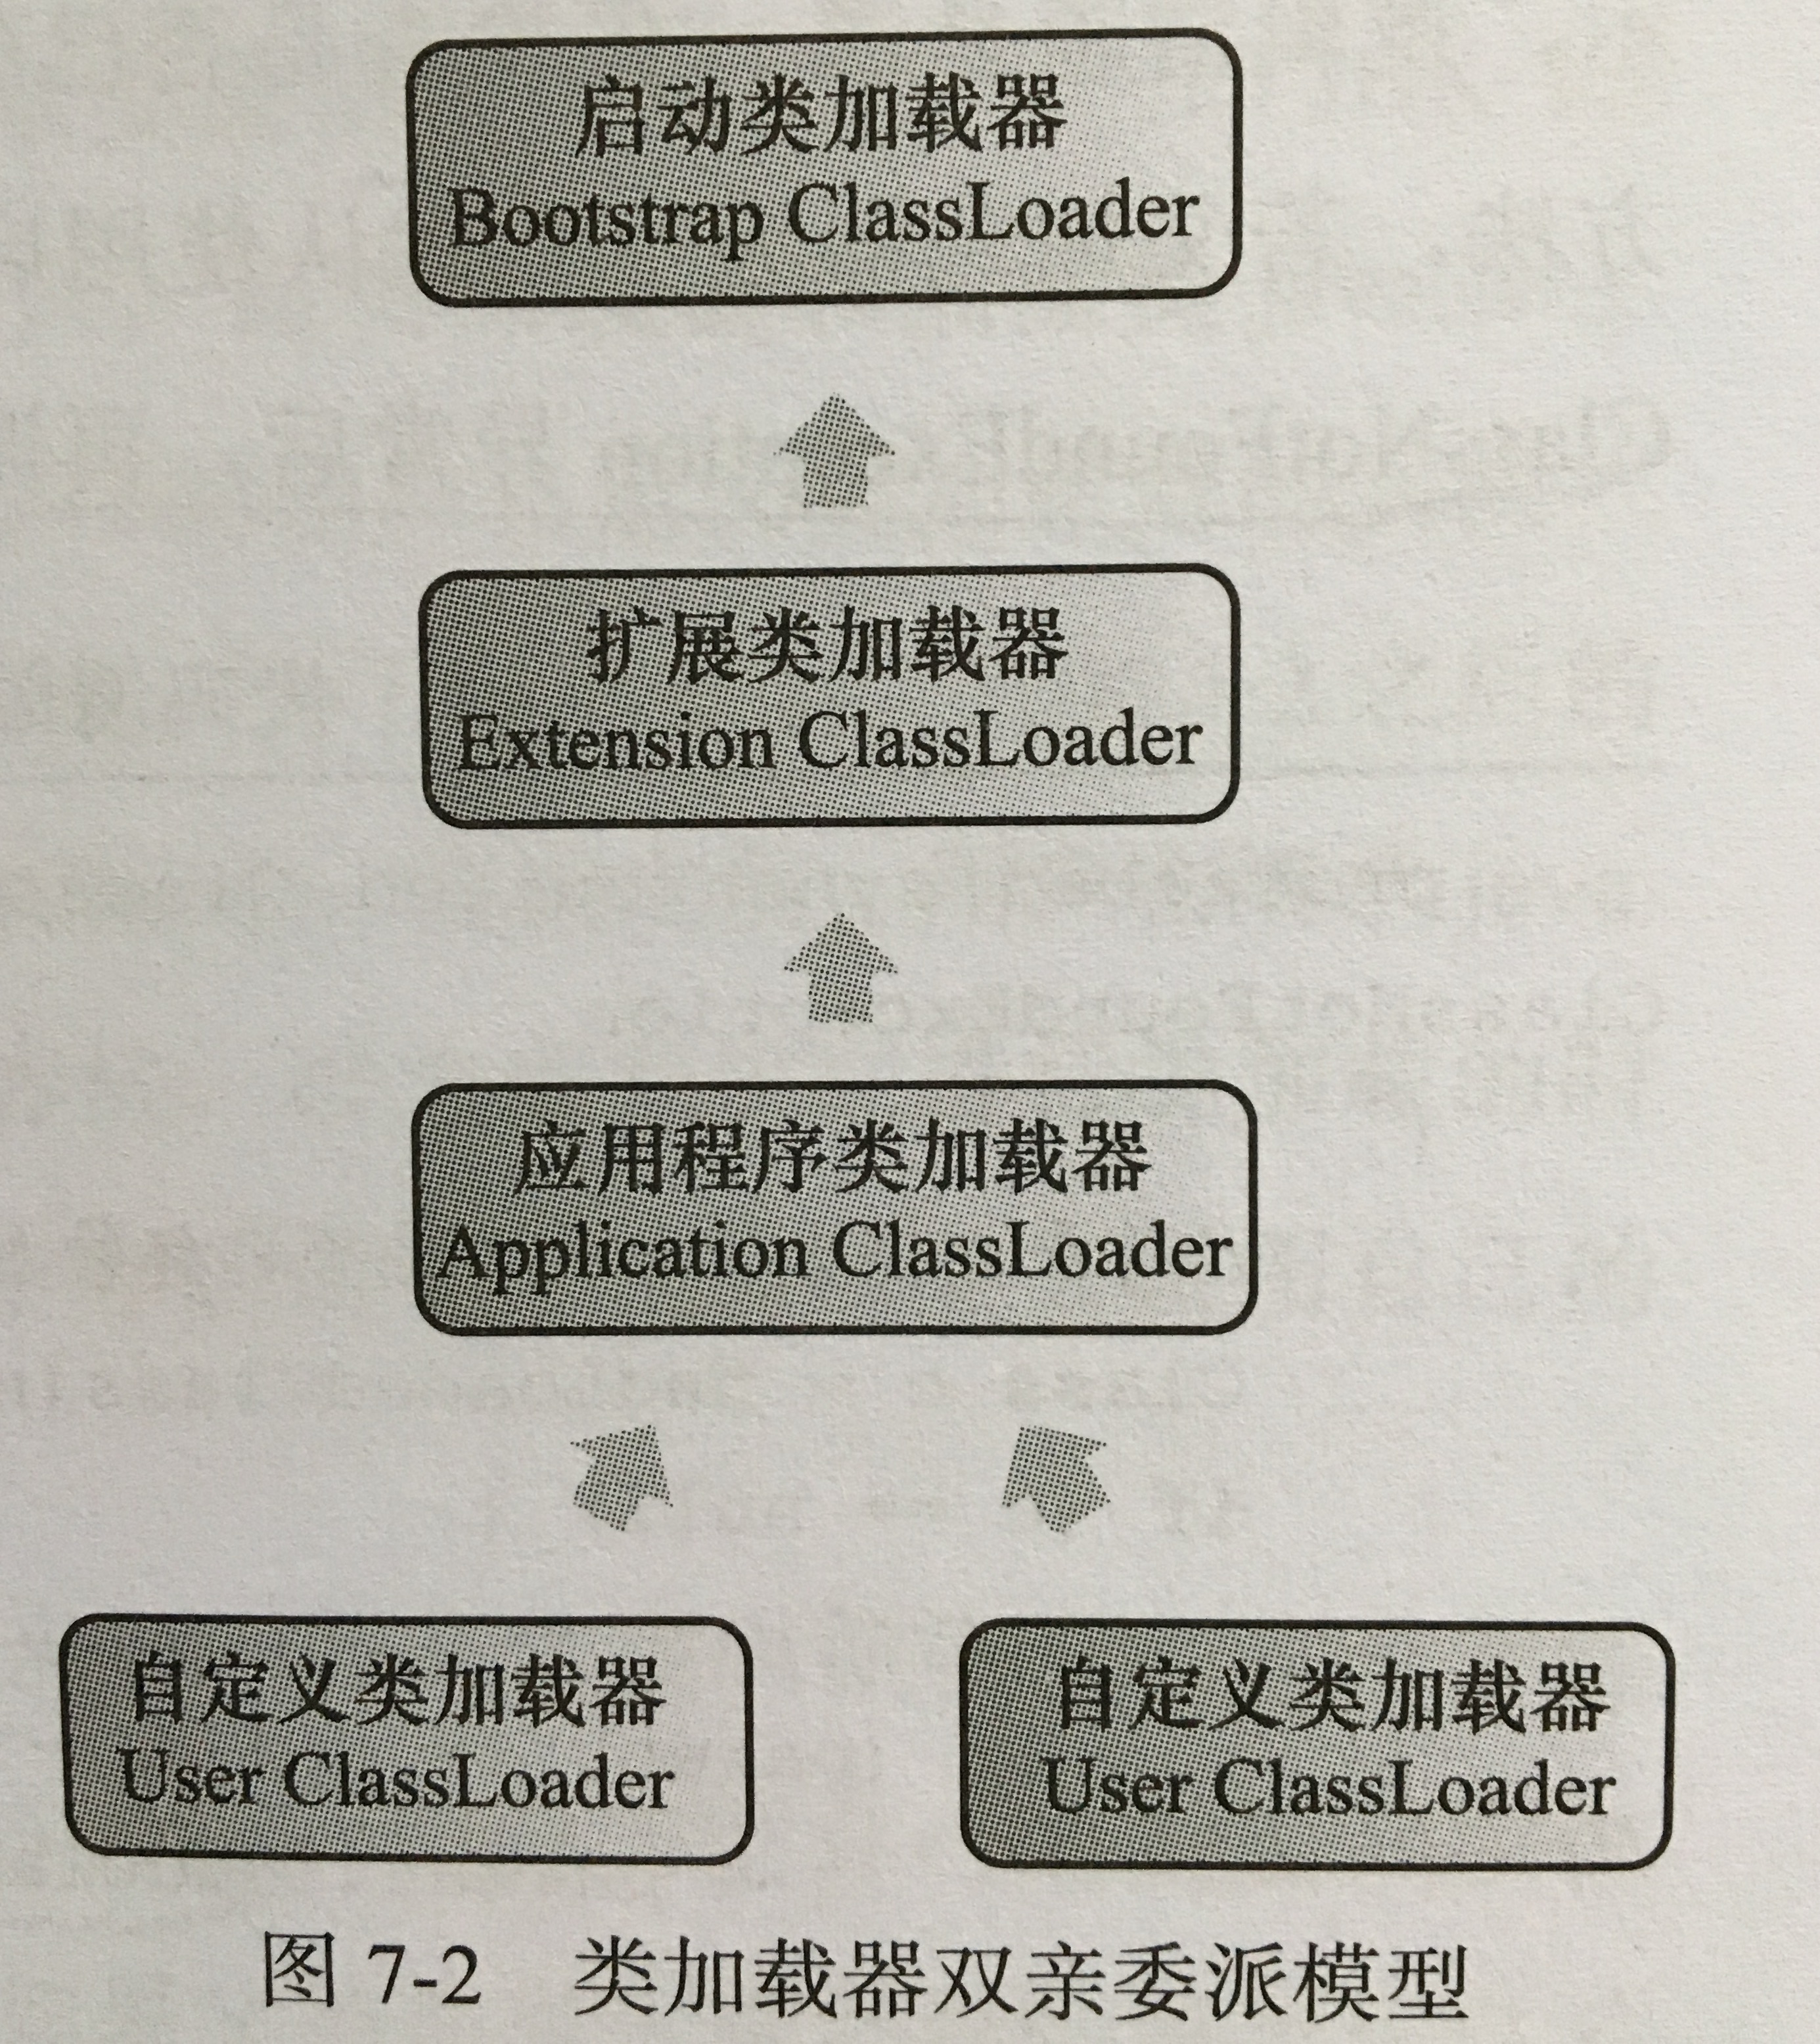 启动类加载器
Bootstrap ClassLoader
扩展类加载器
Extension ClassLoader
应用程序类加载器
Application ClassLoader
自定义类加载器
User ClassLoader
自定义类加载器
User ClassLoader
图 7-2 类加载器双亲委派模型